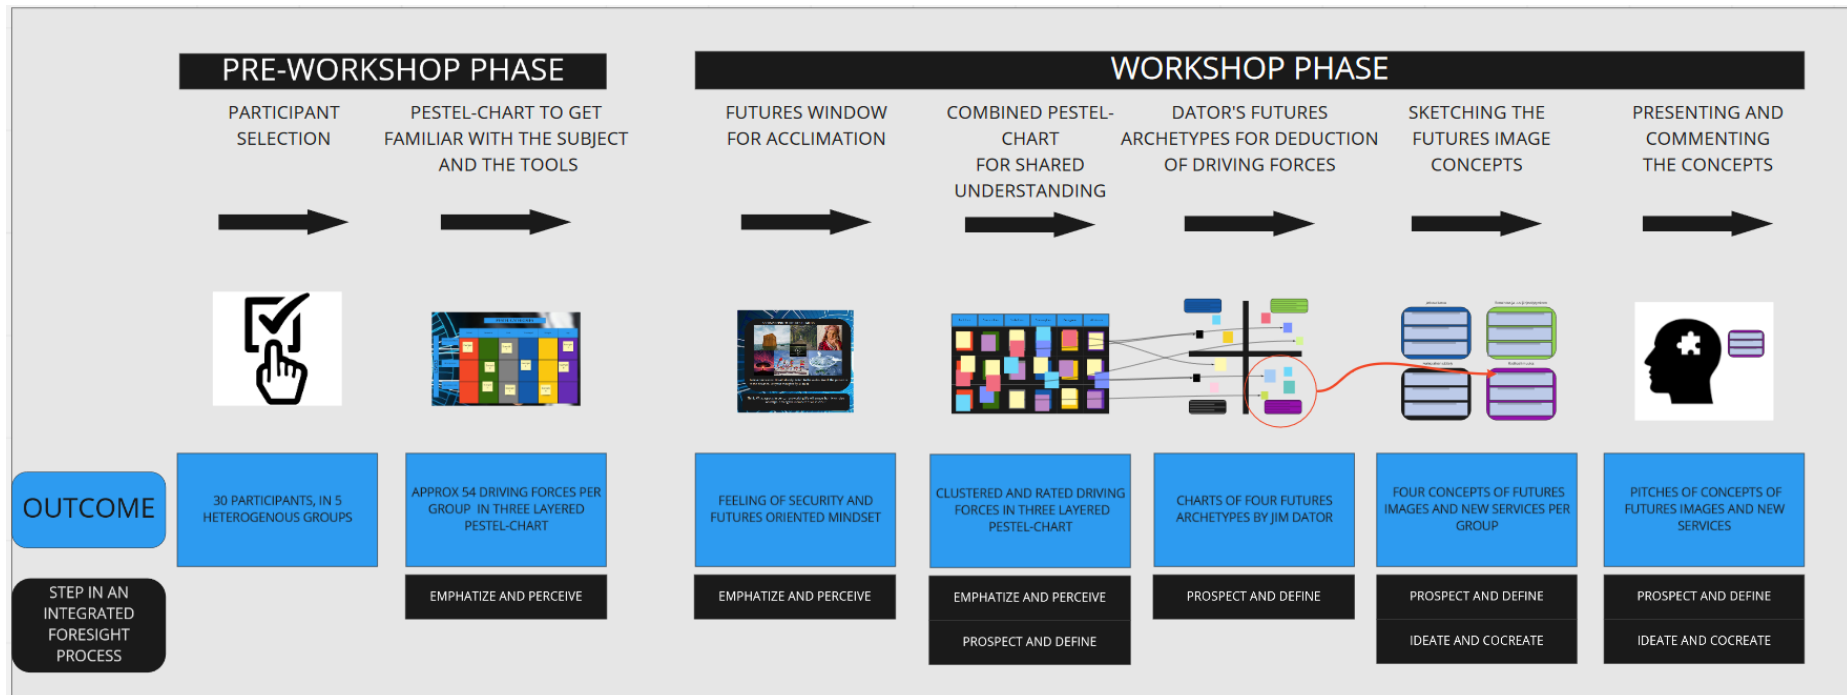 PRE-WORKSHOP PHASE
WORKSHOP PHASE
PARTICIPANT
SELECTION
PESTEL-CHART TO GET
FAMILIAR WITH THE SUBJECT
AND THE TOOLS
FUTURES WINDOW
FOR ACCLIMATION
COMBINED PESTEL-
CHART
FOR SHARED
UNDERSTANDING
DATOR'S FUTURES
ARCHETYPES FOR DEDUCTION
OF DRIVING FORCES
SKETCHING THE
FUTURES IMAGE
CONCEPTS
PRESENTING AND
COMMENTING
THE CONCEPTS
OUTCOME
30 PARTICIPANTS, IN 5
HETEROGENOUS GROUPS
APPROX 54 DRIVING FORCES PER
GROUP IN THREE LAYERED
PESTEL-CHART
FEELING OF SECURITY AND
FUTURES ORIENTED MINDSET
CLUSTERED AND RATED DRIVING
FORCES IN THREE LAYERED
PESTEL-CHART
CHARTS OF FOUR FUTURES
ARCHETYPES BY JIM DATOR
FOUR CONCEPTS OF FUTURES
IMAGES AND NEW SERVICES PER
GROUP
PITCHES OF CONCEPTS OF
FUTURES IMAGES AND NEW
SERVICES
STEP IN AN
INTEGRATED
FORESIGHT
PROCESS
EMPHATIZE AND PERCEIVE
EMPHATIZE AND PERCEIVE
EMPHATIZE AND PERCEIVE
PROSPECT AND DEFINE
PROSPECT AND DEFINE
PROSPECT AND DEFINE
IDEATE AND COCREATE
PROSPECT AND DEFINE
IDEATE AND COCREATE